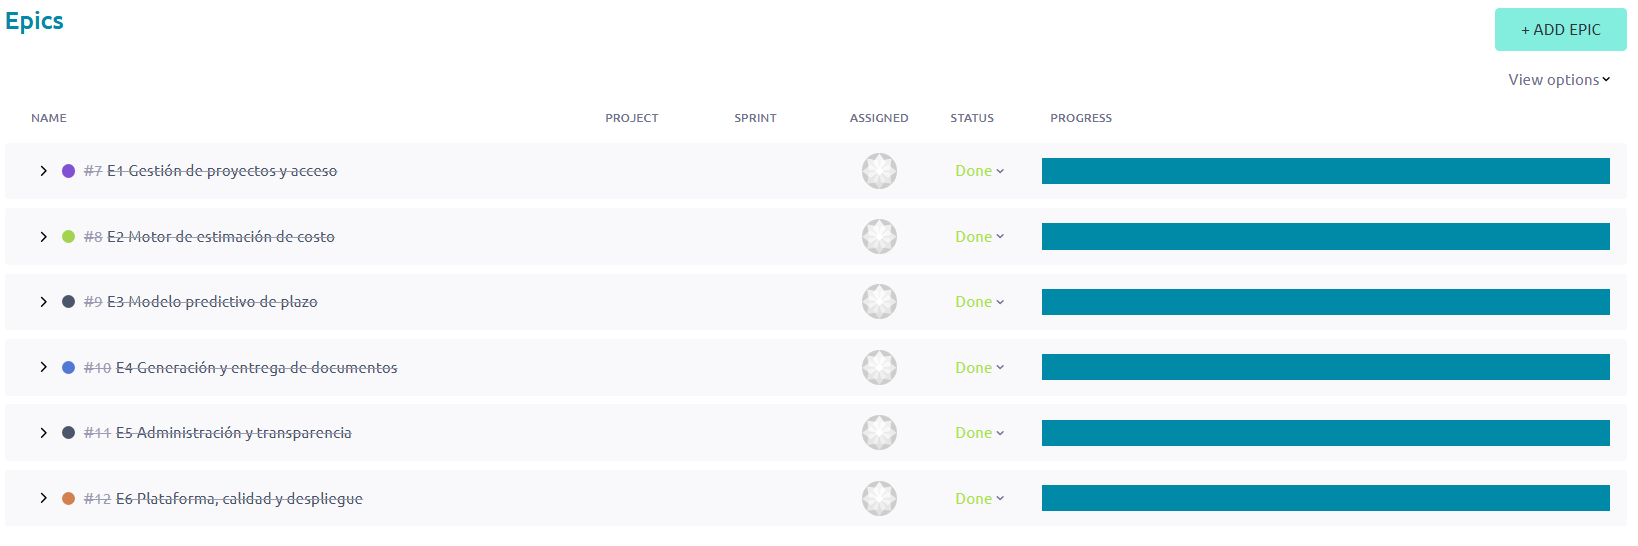 Epics
+ ADD EPIC
View options
NAME PROJECT SPRINT ASSIGNED STATUS PROGRESS
#7 E1 Gestión de proyectos y acceso Done
#8 E2 Motor de estimación de costo Done
#9 E3 Modelo predictivo de plazo Done
#10 E4 Generación y entrega de documentos Done
#11 E5 Administración y transparencia Done
#12 E6 Plataforma, calidad y despliegue Done